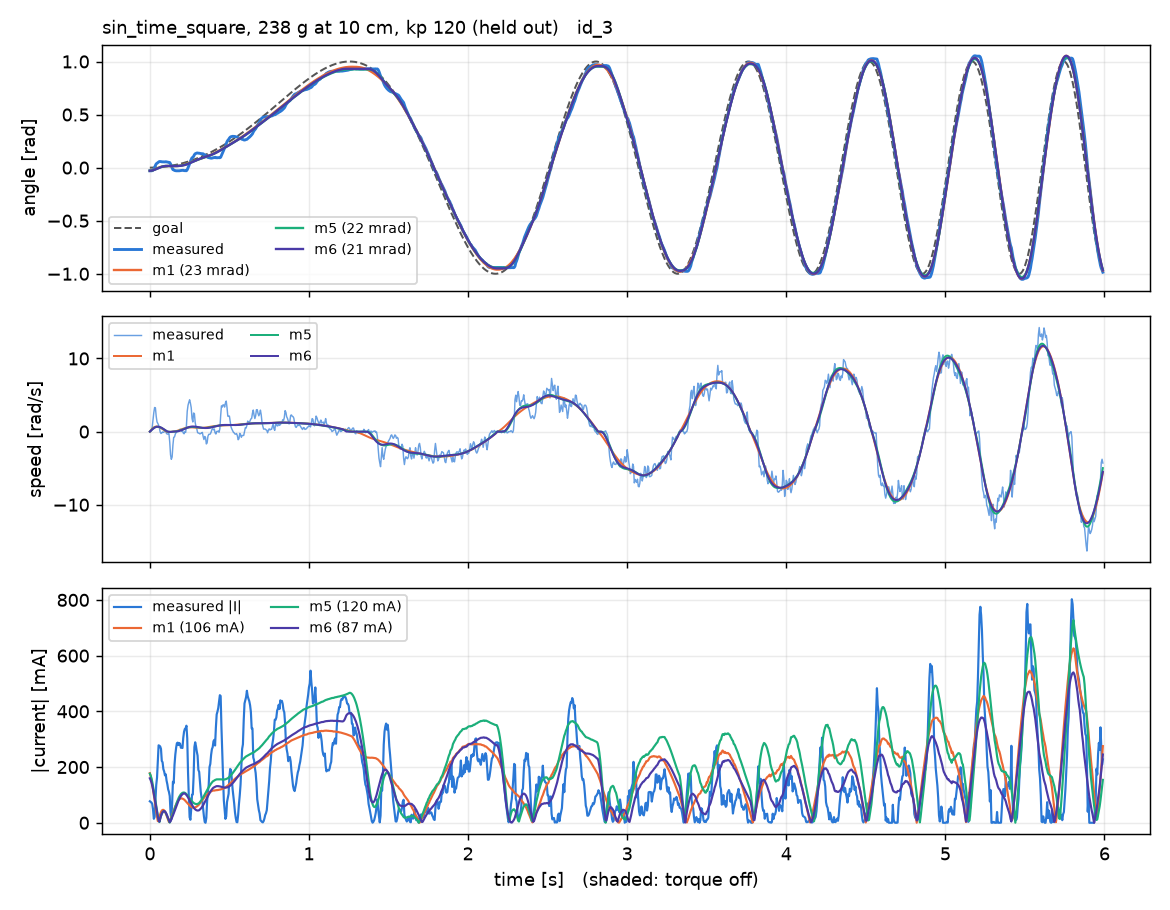 sin_time_square, 238 g at 10 cm, kp 120 (held out)   id_3
angle [rad]
1.0
0.5
0.0
−0.5
−1.0
goal
measured
m1 (23 mrad)
m5 (22 mrad)
m6 (21 mrad)
speed [rad/s]
10
0
−10
measured
m1
m5
m6
|current| [mA]
800
600
400
200
0
measured |I|
m1 (106 mA)
m5 (120 mA)
m6 (87 mA)
0 1 2 3 4 5 6
time [s]   (shaded: torque off)